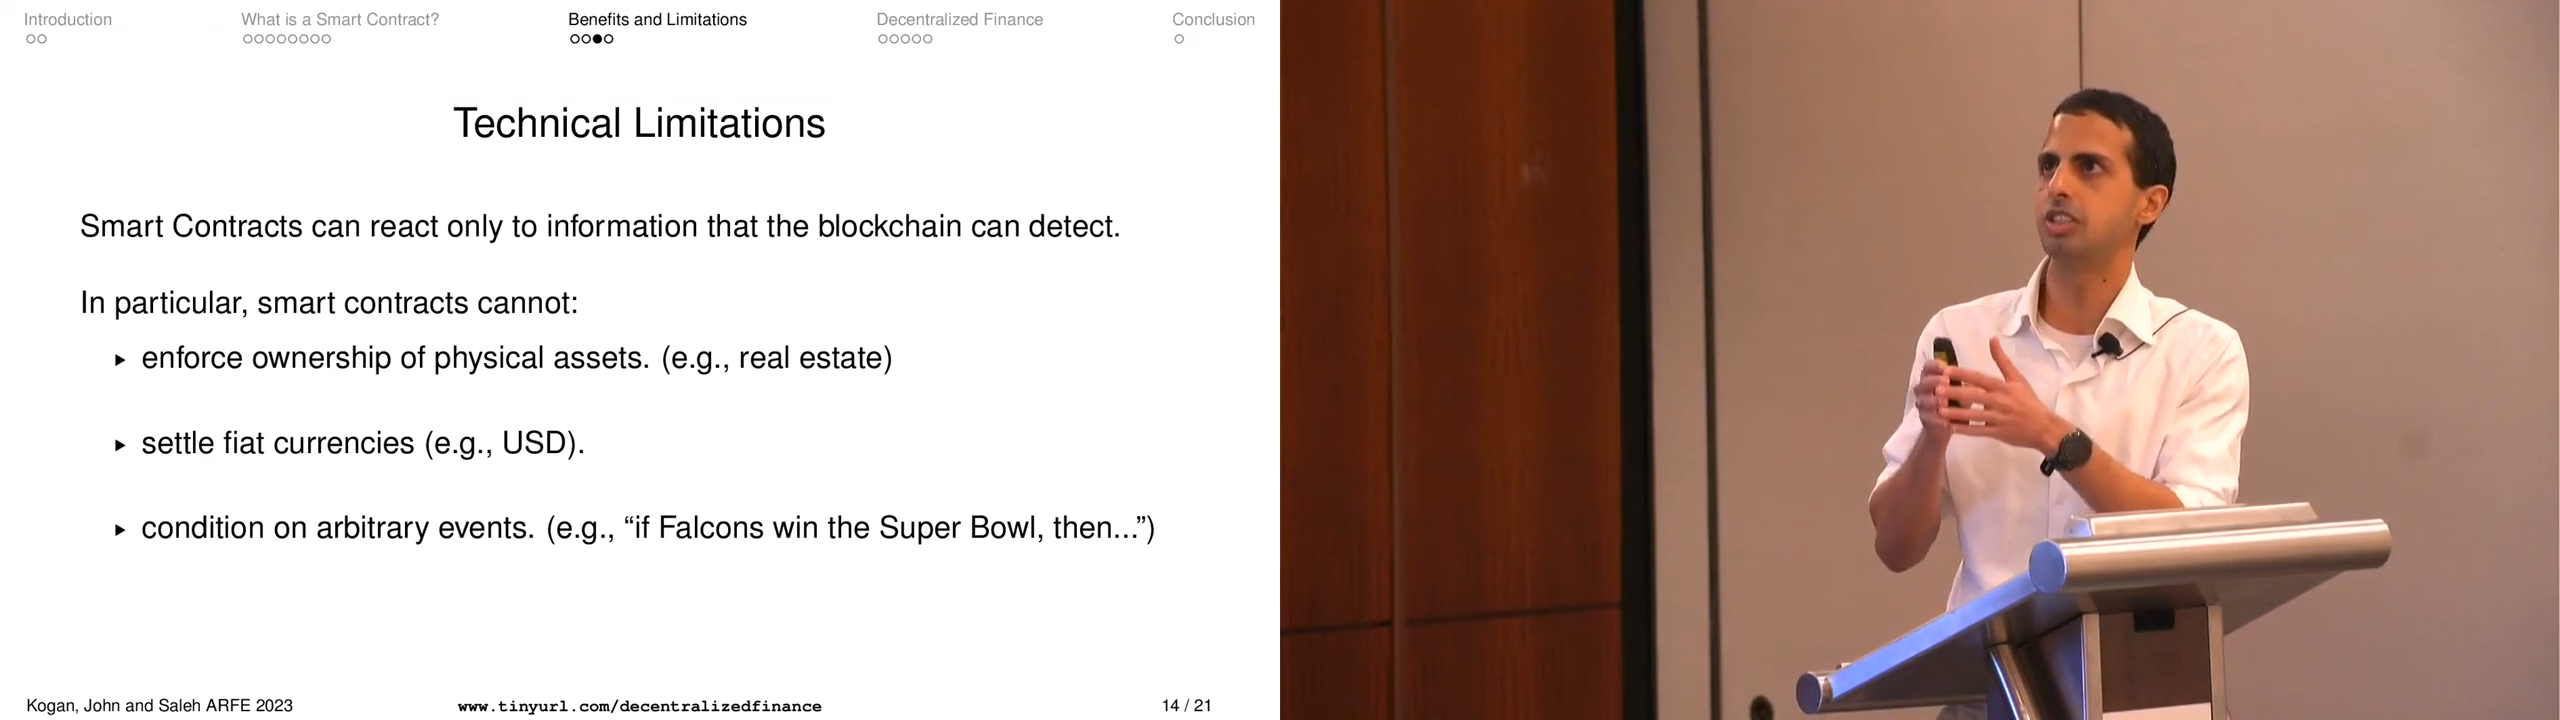 Introduction
What is a Smart Contract?
Benefits and Limitations
Decentralized Finance
Conclusion
Technical Limitations
Smart Contracts can react only to information that the blockchain can detect.
In particular, smart contracts cannot:
enforce ownership of physical assets. (e.g., real estate)
settle fiat currencies (e.g., USD).
condition on arbitrary events. (e.g., “if Falcons win the Super Bowl, then...”)
Kogan, John and Saleh ARFE 2023
www.tinyurl.com/decentralizedfinance
14 / 21